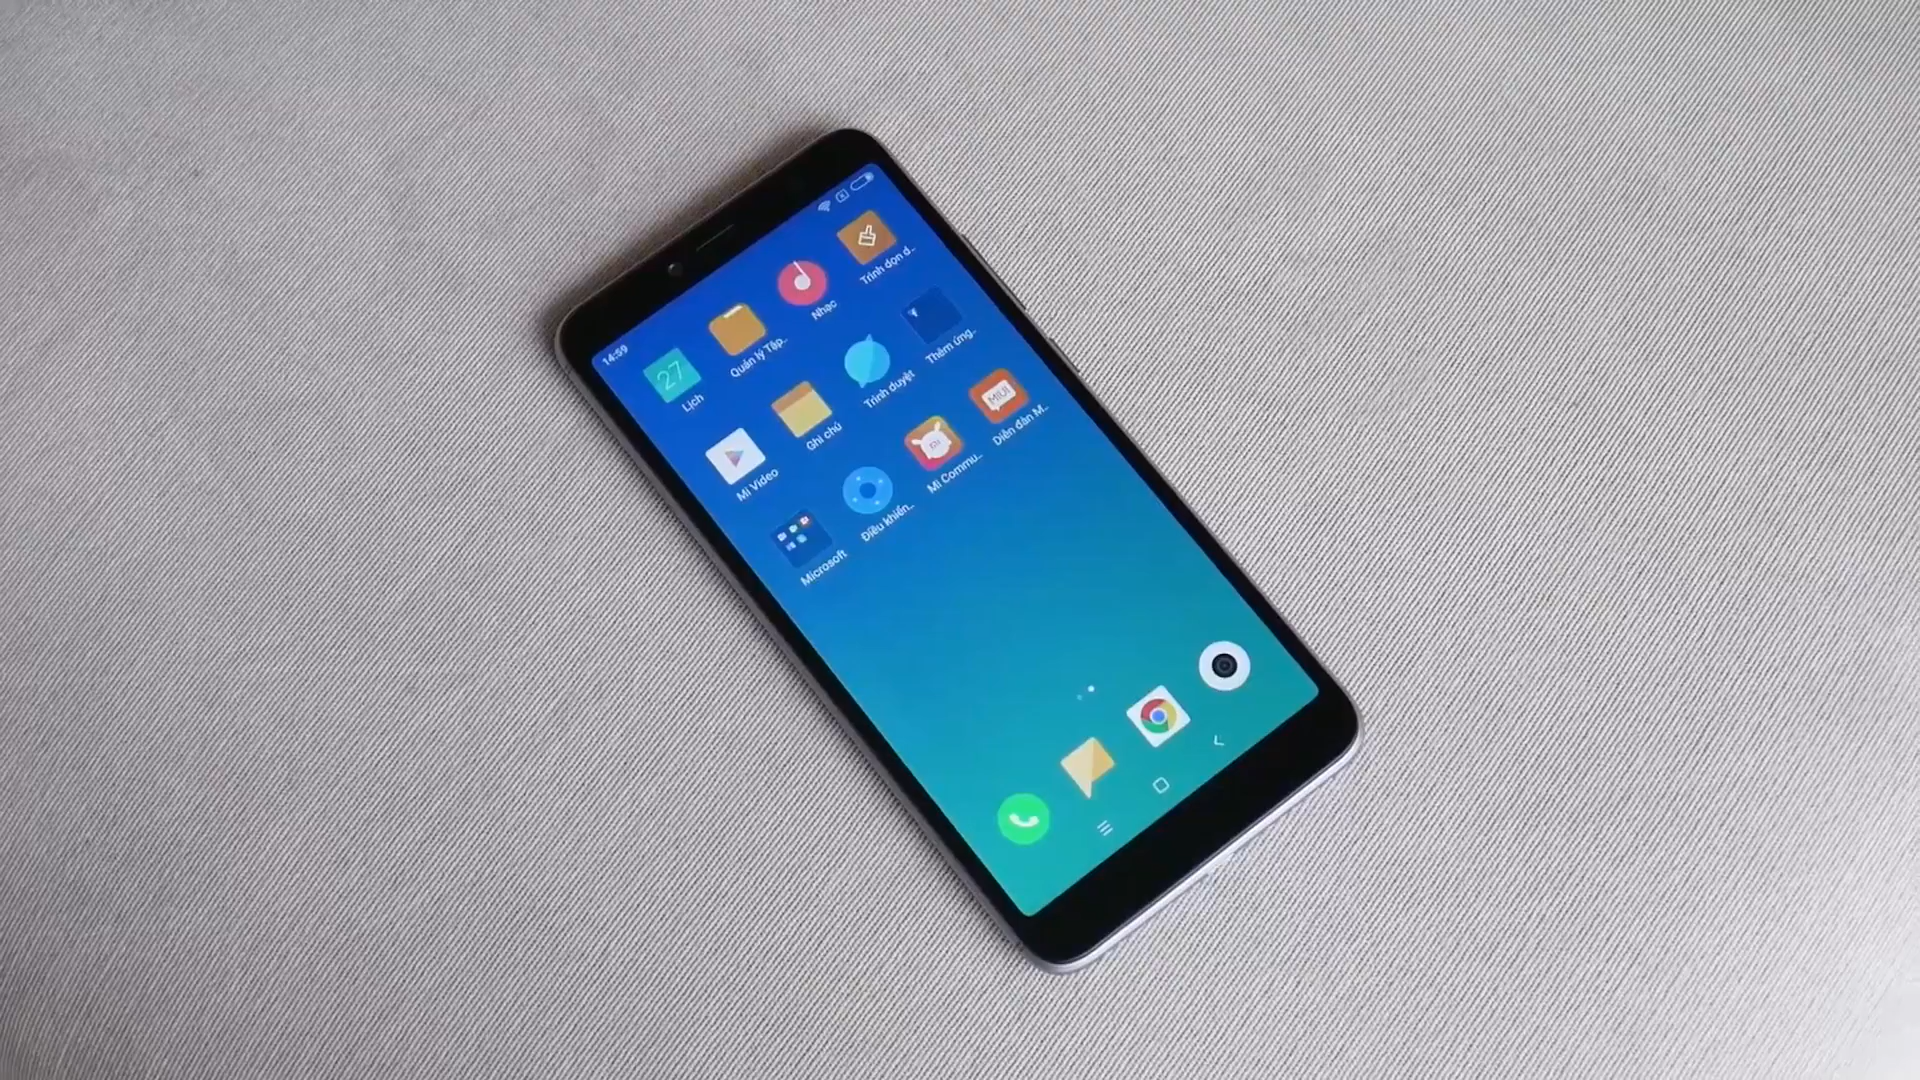 14:59
27
Lịch
Quản lý Tập..
Nhạc
Trình dọn d..
Mi Video
Ghi chú
Trình duyệt
Thêm ứng..
Microsoft
Điều khiển..
MI
Mi Commu..
MIUI
Diễn đàn M..